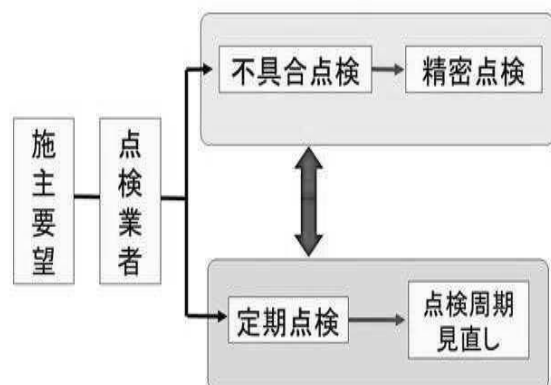 施主要望
点検業者
不具合点検
精密点検
定期点検
点検周期
見直し